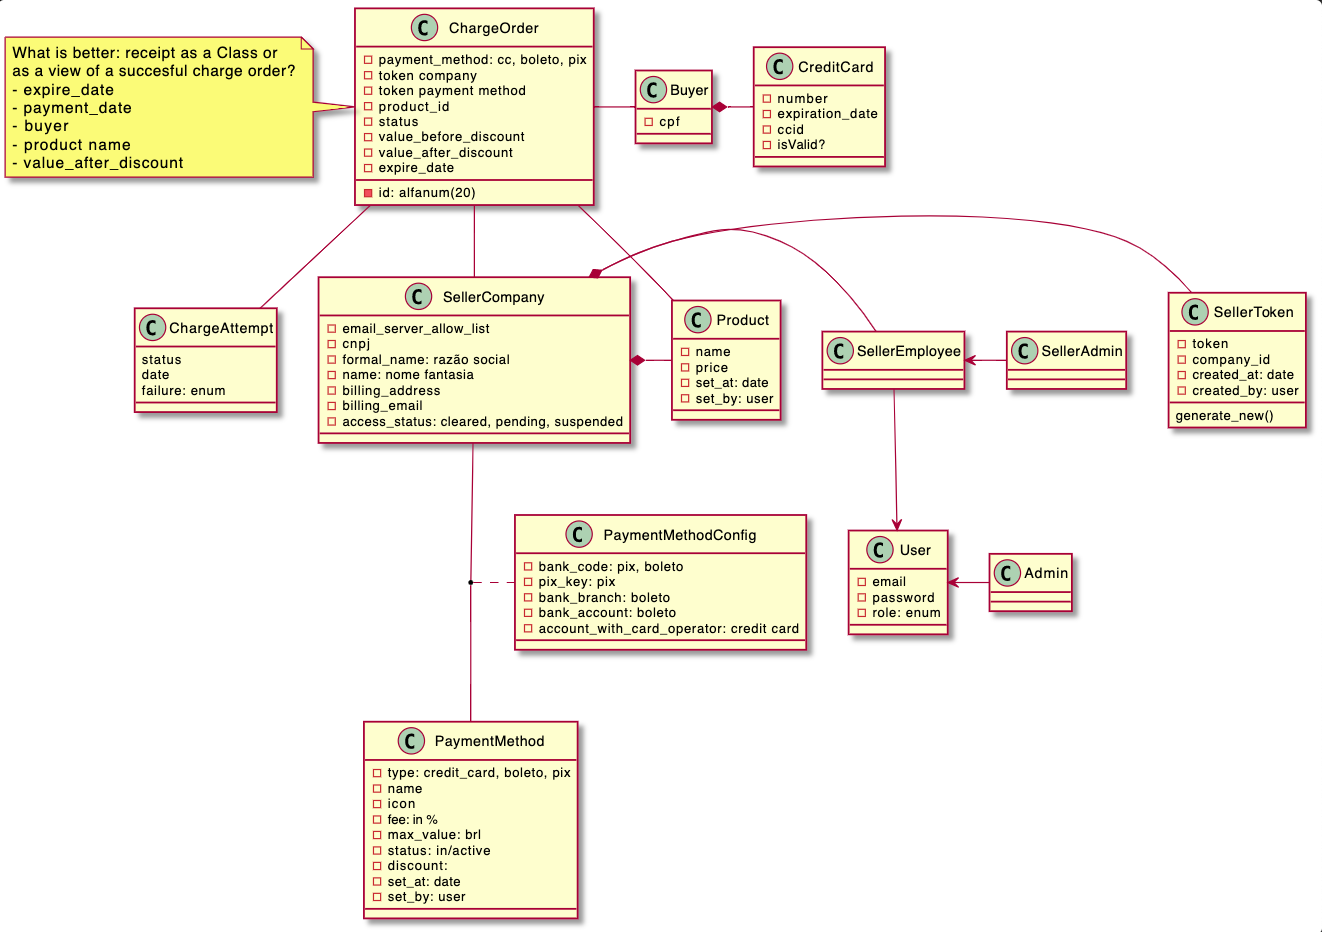 What is better: receipt as a Class or
as a view of a succesful charge order?
- expire_date
- payment_date
- buyer
- product name
- value_after_discount
C ChargeOrder
payment_method: cc, boleto, pix
token company
token payment method
product_id
status
value_before_discount
value_after_discount
expire_date
id: alfanum(20)
C Buyer
cpf
C CreditCard
number
expiration_date
ccid
isValid?
C ChargeAttempt
status
date
failure: enum
C SellerCompany
email_server_allow_list
cnpj
formal_name: razão social
name: nome fantasia
billing_address
billing_email
access_status: cleared, pending, suspended
C Product
name
price
set_at: date
set_by: user
C SellerEmployee
C SellerAdmin
C SellerToken
token
company_id
created_at: date
created_by: user
generate_new()
C PaymentMethodConfig
bank_code: pix, boleto
pix_key: pix
bank_branch: boleto
bank_account: boleto
account_with_card_operator: credit card
C User
email
password
role: enum
C Admin
C PaymentMethod
type: credit_card, boleto, pix
name
icon
fee: in %
max_value: brl
status: in/active
discount:
set_at: date
set_by: user